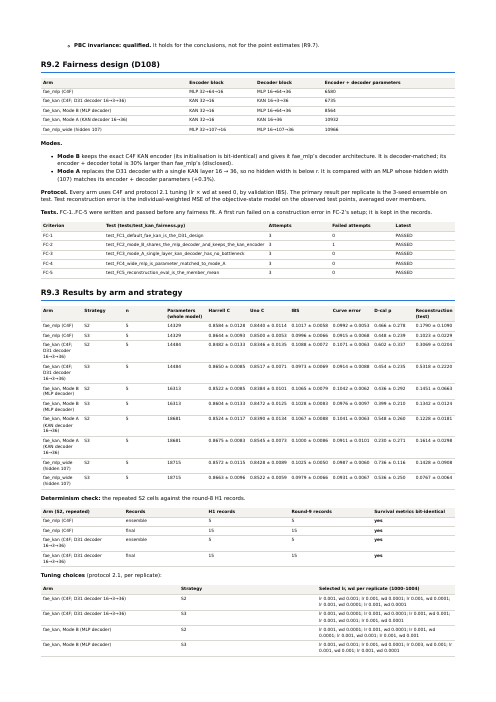 PBC invariance: qualified. It holds for the conclusions, not for the point estimates (R9.7).
R9.2 Fairness design (D108)
Arm Encoder block Decoder block Encoder + decoder parameters
fae_mlp (C4F) MLP 32→64→16 MLP 16→64→36 6580
fae_kan (C4F, D31 decoder 16→3→36) KAN 32→16 KAN 16→3→36 6735
fae_kan, Mode B (MLP decoder) KAN 32→16 MLP 16→64→36 8564
fae_kan, Mode A (KAN decoder 16→36) KAN 32→16 KAN 16→36 10932
fae_mlp_wide (hidden 107) MLP 32→107→16 MLP 16→107→36 10966
Modes.
Mode B keeps the exact C4F KAN encoder (its initialisation is bit-identical) and gives it fae_mlp's decoder architecture. It is decoder-matched; its encoder + decoder total is 30% larger than fae_mlp's (disclosed).
Mode A replaces the D31 decoder with a single KAN layer 16 → 36, so no hidden width is below r. It is compared with an MLP whose hidden width (107) matches its encoder + decoder parameters (+0.3%).
Protocol. Every arm uses C4F and protocol 2.1 tuning (lr × wd at seed 0, by validation IBS). The primary result per replicate is the 3-seed ensemble on test. Test reconstruction error is the individual-weighted MSE of the objective-state model on the observed test points, averaged over members.
Tests. FC-1..FC-5 were written and passed before any fairness fit. A first run failed on a construction error in FC-2's setup; it is kept in the records.
Criterion Test (tests/test_kan_fairness.py) Attempts Failed attempts Latest
FC-1 test_FC1_default_fae_kan_is_the_D31_design 3 0 PASSED
FC-2 test_FC2_mode_B_shares_the_mlp_decoder_and_keeps_the_kan_encoder 3 1 PASSED
FC-3 test_FC3_mode_A_single_kan_decoder_has_no_bottleneck 3 0 PASSED
FC-4 test_FC4_wide_mlp_is_parameter_matched_to_mode_A 3 0 PASSED
FC-5 test_FC5_reconstruction_eval_is_the_member_mean 3 0 PASSED
R9.3 Results by arm and strategy
Arm Strategy n Parameters (whole model) Harrell C Uno C IBS Curve error D-cal p Reconstruction (test)
fae_mlp (C4F) S2 5 14329 0.8584 ± 0.0128 0.8440 ± 0.0114 0.1017 ± 0.0058 0.0992 ± 0.0053 0.466 ± 0.278 0.1790 ± 0.1090
fae_mlp (C4F) S3 5 14329 0.8644 ± 0.0093 0.8500 ± 0.0093 0.0996 ± 0.0066 0.0915 ± 0.0068 0.448 ± 0.239 0.1023 ± 0.0229
fae_kan (C4F, D31 decoder 16→3→36) S2 5 14484 0.8482 ± 0.0133 0.8346 ± 0.0135 0.1088 ± 0.0072 0.1071 ± 0.0063 0.602 ± 0.337 0.3069 ± 0.0204
fae_kan (C4F, D31 decoder 16→3→36) S3 5 14484 0.8650 ± 0.0085 0.8517 ± 0.0071 0.0973 ± 0.0069 0.0913 ± 0.0088 0.454 ± 0.235 0.5318 ± 0.2220
fae_kan, Mode B (MLP decoder) S2 5 16313 0.8522 ± 0.0085 0.8384 ± 0.0101 0.1065 ± 0.0079 0.1042 ± 0.0062 0.436 ± 0.292 0.1451 ± 0.0663
fae_kan, Mode B (MLP decoder) S3 5 16313 0.8604 ± 0.0133 0.8472 ± 0.0125 0.1028 ± 0.0083 0.0976 ± 0.0097 0.399 ± 0.210 0.1342 ± 0.0124
fae_kan, Mode A (KAN decoder 16→36) S2 5 18681 0.8524 ± 0.0117 0.8390 ± 0.0134 0.1067 ± 0.0088 0.1041 ± 0.0063 0.548 ± 0.260 0.1228 ± 0.0181
fae_kan, Mode A (KAN decoder 16→36) S3 5 18681 0.8675 ± 0.0083 0.8545 ± 0.0073 0.1000 ± 0.0086 0.0911 ± 0.0101 0.230 ± 0.271 0.1614 ± 0.0298
fae_mlp_wide (hidden 107) S2 5 18715 0.8572 ± 0.0115 0.8428 ± 0.0089 0.1025 ± 0.0050 0.0987 ± 0.0060 0.736 ± 0.116 0.1428 ± 0.0908
fae_mlp_wide (hidden 107) S3 5 18715 0.8663 ± 0.0096 0.8522 ± 0.0059 0.0979 ± 0.0066 0.0931 ± 0.0067 0.536 ± 0.250 0.0767 ± 0.0063
Determinism check: the repeated S2 cells against the round-8 H1 records.
Arm (S2, repeated) Records H1 records Round-9 records Survival metrics bit-identical
fae_mlp (C4F) ensemble 5 5 yes
fae_mlp (C4F) final 15 15 yes
fae_kan (C4F, D31 decoder 16→3→36) ensemble 5 5 yes
fae_kan (C4F, D31 decoder 16→3→36) final 15 15 yes
Tuning choices (protocol 2.1, per replicate):
Arm Strategy Selected lr, wd per replicate (1000-1004)
fae_kan (C4F, D31 decoder 16→3→36) S2 lr 0.001, wd 0.001; lr 0.001, wd 0.0001; lr 0.001, wd 0.0001; lr 0.001, wd 0.0001; lr 0.001, wd 0.0001
fae_kan (C4F, D31 decoder 16→3→36) S3 lr 0.001, wd 0.001; lr 0.001, wd 0.0001; lr 0.001, wd 0.001; lr 0.001, wd 0.0001; lr 0.001, wd 0.0001
fae_kan, Mode B (MLP decoder) S2 lr 0.001, wd 0.001; lr 0.001, wd 0.0001; lr 0.001, wd 0.0001; lr 0.001, wd 0.001; lr 0.001, wd 0.001
fae_kan, Mode B (MLP decoder) S3 lr 0.001, wd 0.001; lr 0.001, wd 0.0001; lr 0.003, wd 0.001; lr 0.001, wd 0.001; lr 0.001, wd 0.0001